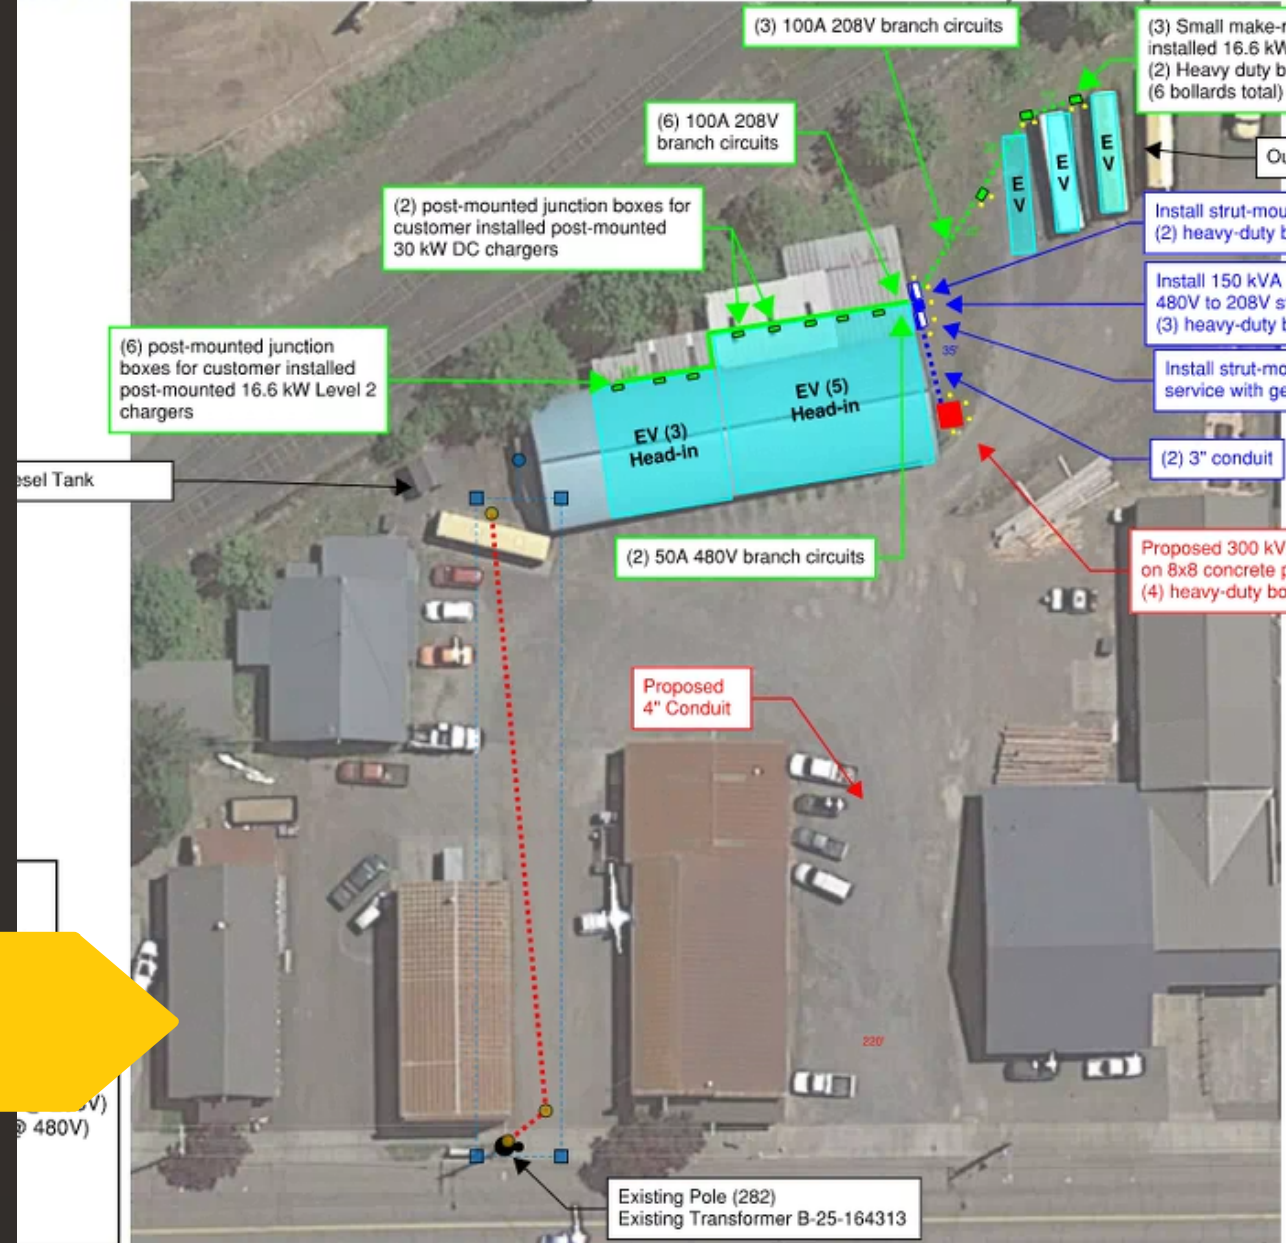 (3) 100A 208V branch circuits
(3) Small make-r
installed 16.6 kW
(2) Heavy duty b
(6 bollards total)
(6) 100A 208V
branch circuits
Ou
E
V
E
V
E
V
(2) post-mounted junction boxes for
customer installed post-mounted
30 kW DC chargers
Install strut-mou
(2) heavy-duty b
Install 150 kVA
480V to 208V s
(3) heavy-duty b
(6) post-mounted junction
boxes for customer installed
post-mounted 16.6 kW Level 2
chargers
35'
Install strut-mo
service with ge
EV (5)
Head-in
EV (3)
Head-in
(2) 3" conduit
esel Tank
(2) 50A 480V branch circuits
Proposed 300 kV
on 8x8 concrete p
(4) heavy-duty bo
Proposed
4" Conduit
220'
V)
@ 480V)
Existing Pole (282)
Existing Transformer B-25-164313